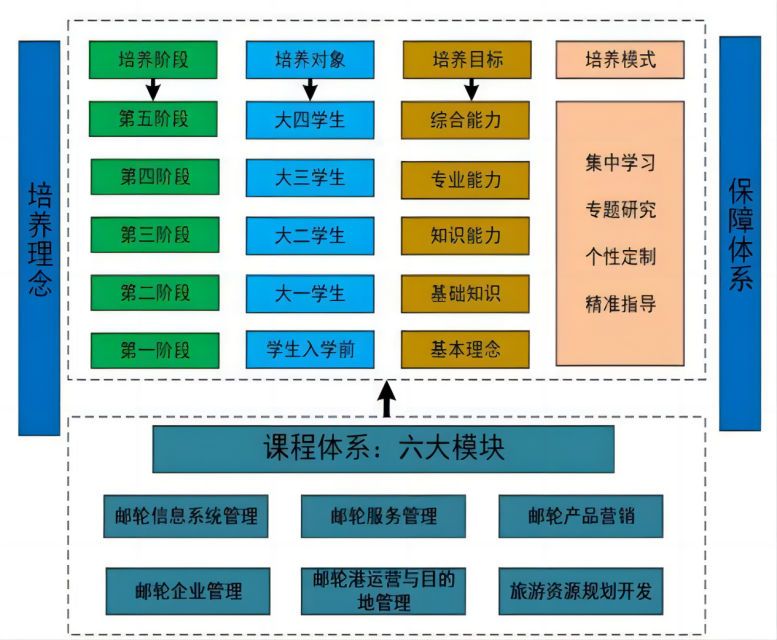 培养理念
培养阶段
培养对象
培养目标
培养模式
第五阶段
大四学生
综合能力
第四阶段
大三学生
专业能力
第三阶段
大二学生
知识能力
第二阶段
大一学生
基础知识
第一阶段
学生入学前
基本理念
集中学习
专题研究
个性定制
精准指导
保障体系
课程体系：六大模块
邮轮信息系统管理
邮轮服务管理
邮轮产品营销
邮轮企业管理
邮轮港运营与目的
地管理
旅游资源规划开发